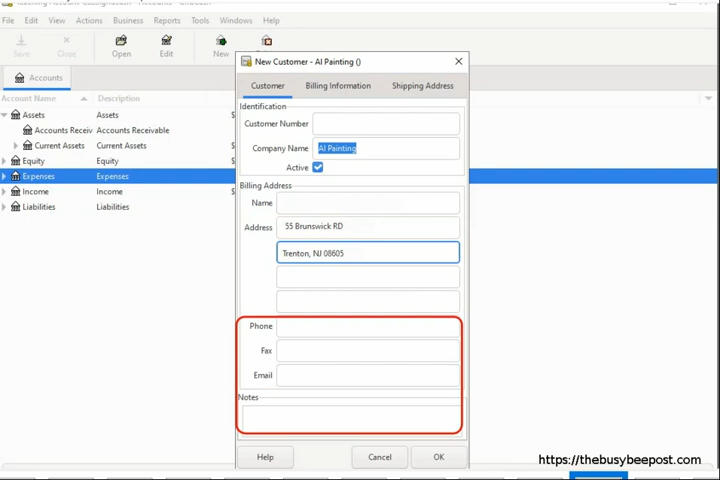 File Edit View Actions Business Reports Tools Windows Help
Save Close Open Edit New
Accounts
Account Name Description
Assets Assets
Accounts Receiv Accounts Receivable
Current Assets Current Assets
Equity Equity
Expenses Expenses
Income Income
Liabilities Liabilities
New Customer - AI Painting ()
Customer Billing Information Shipping Address
Identification
Customer Number
Company Name AI Painting
Active
Billing Address
Name
Address 55 Brunswick RD
Trenton, NJ 08605
Phone
Fax
Email
Notes
Help Cancel OK
https://thebusybeepost.com